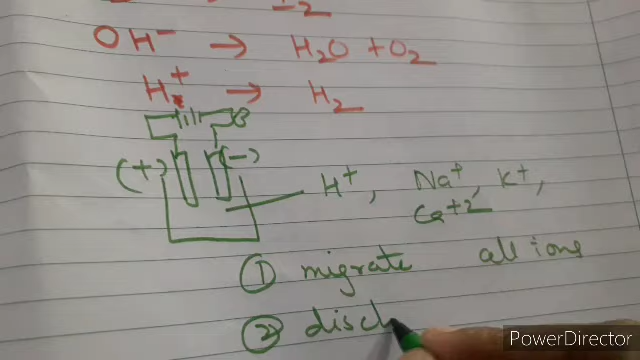 OH⁻ → H2O + O2
H⁺ → H2
(+) (-)
H⁺, Na⁺, K⁺,
Ca+2
① migrate all ions
② disch
PowerDirector